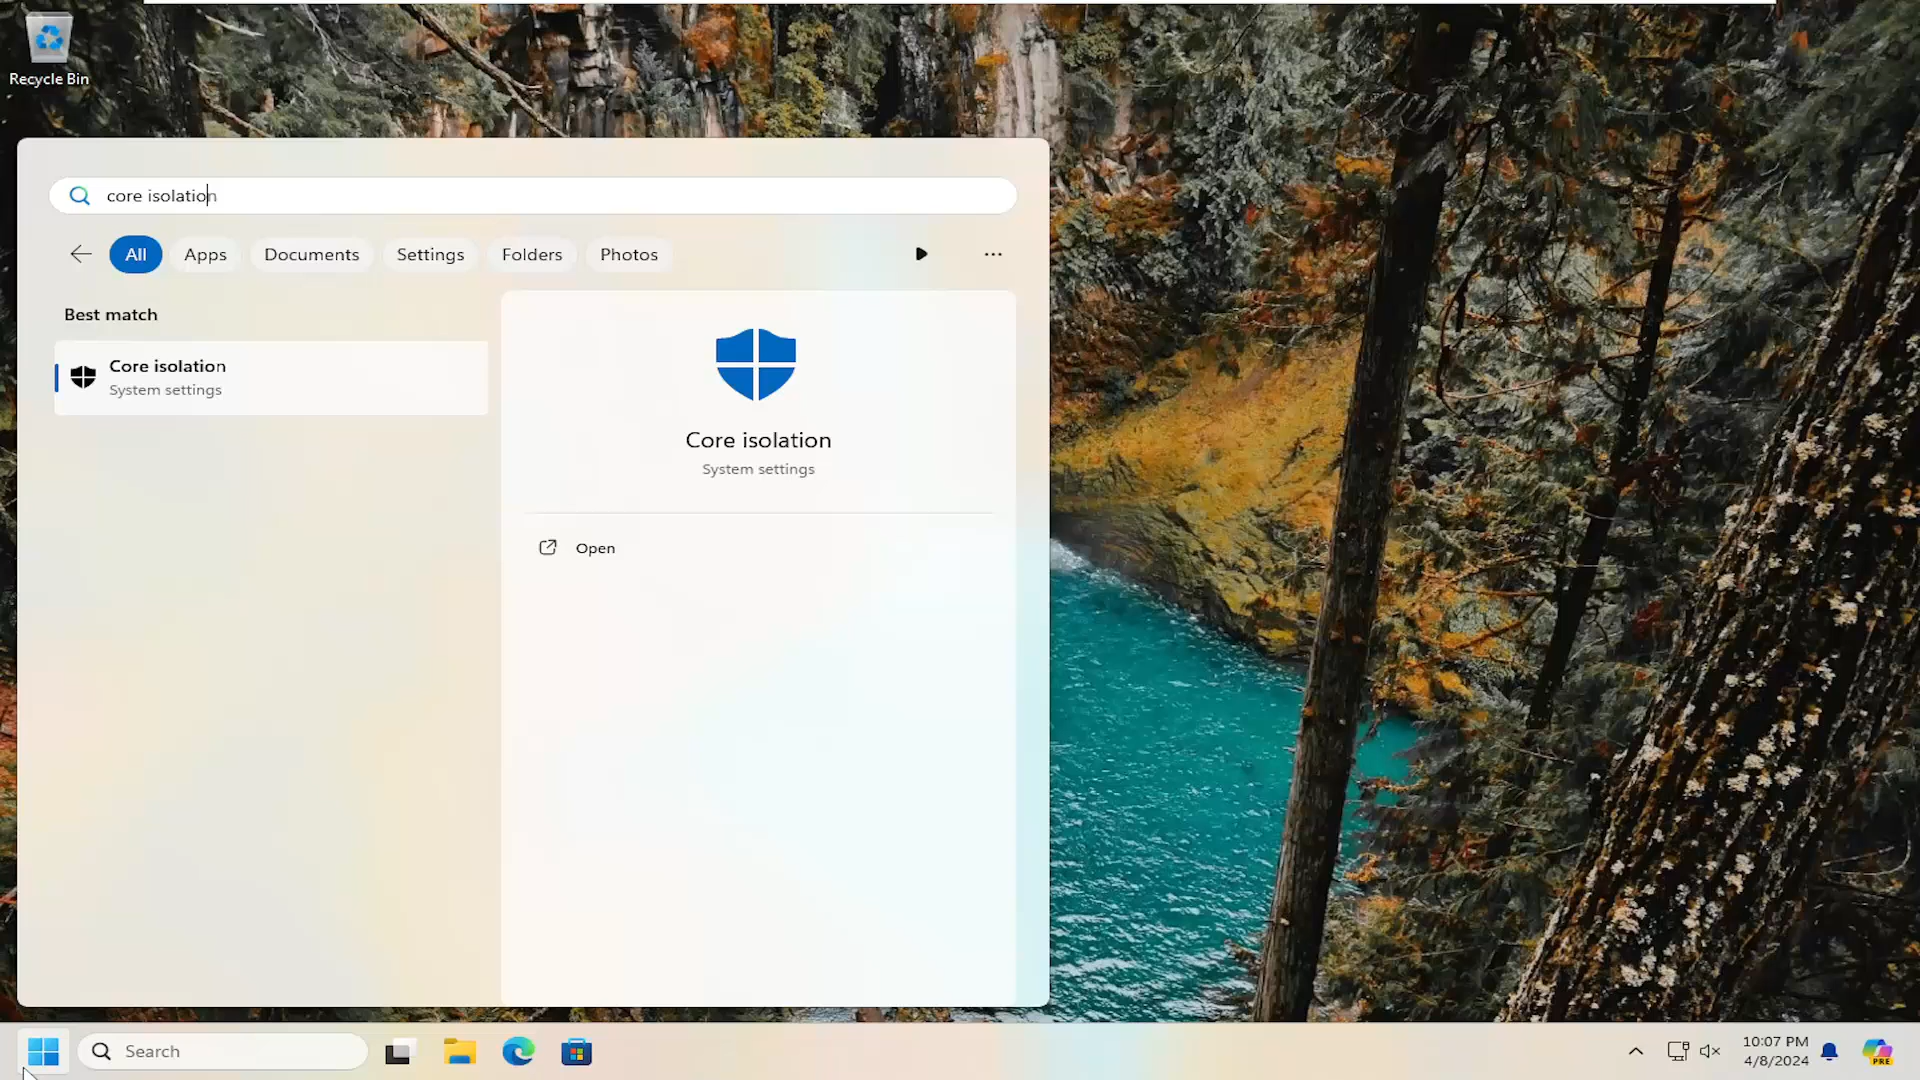 Recycle Bin
core isolation
All
Apps
Documents
Settings
Folders
Photos
Best match
Core isolation
System settings
Core isolation
System settings
Open
Search
10:07 PM
4/8/2024
PRE